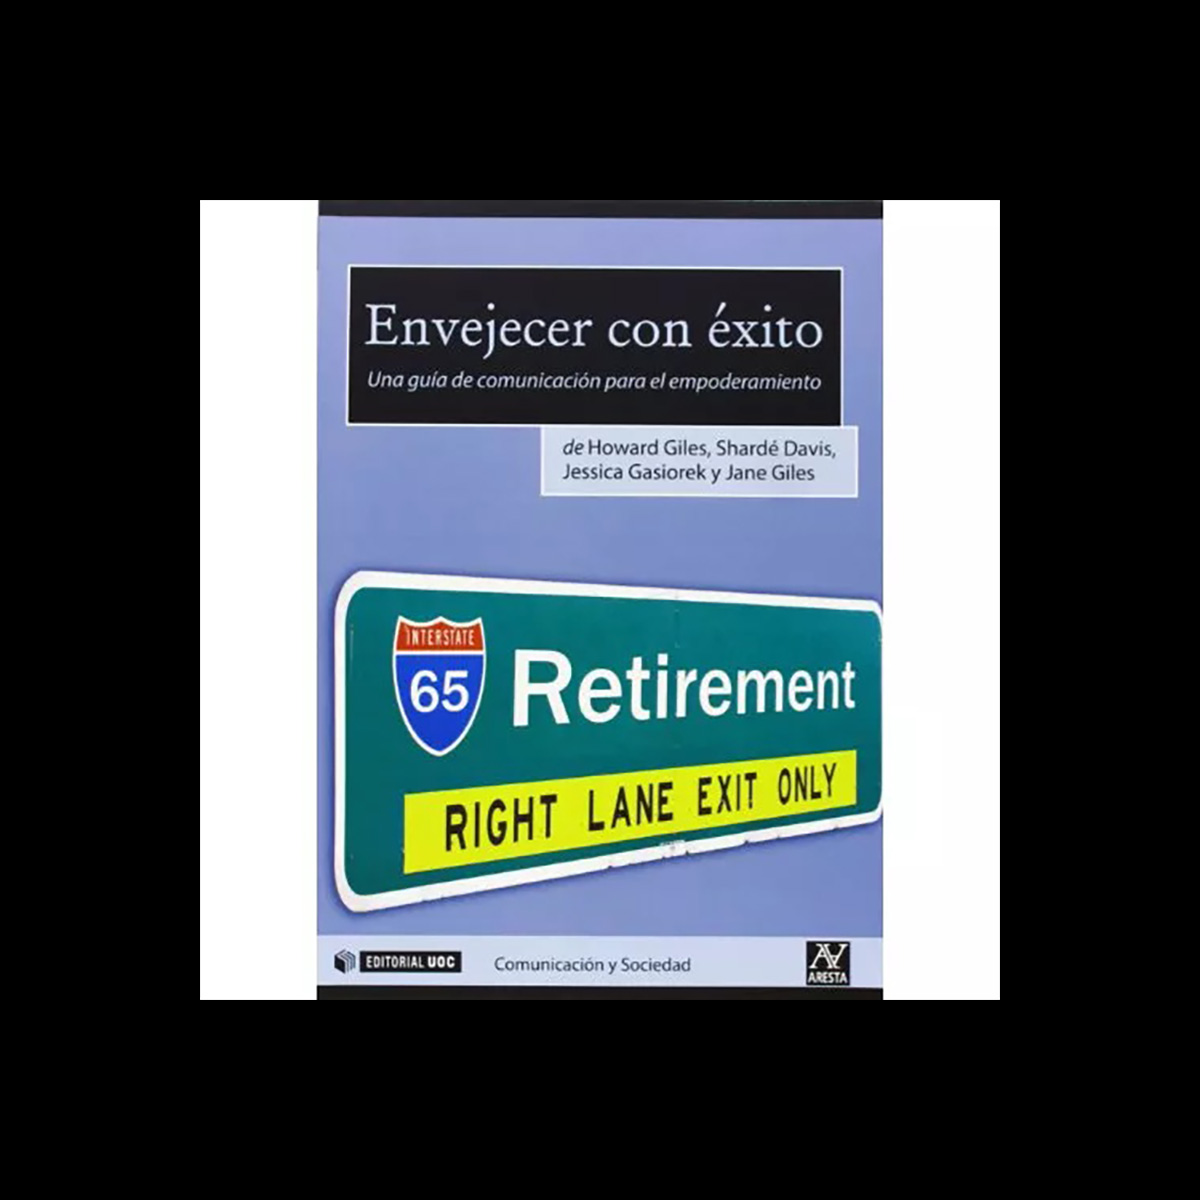 Envejecer con éxito
Una guía de comunicación para el empoderamiento
de Howard Giles, Shardé Davis,
Jessica Gasiorek y Jane Giles
INTERSTATE
65
Retirement
RIGHT LANE EXIT ONLY
EDITORIAL UOC
Comunicación y Sociedad
ARESTA